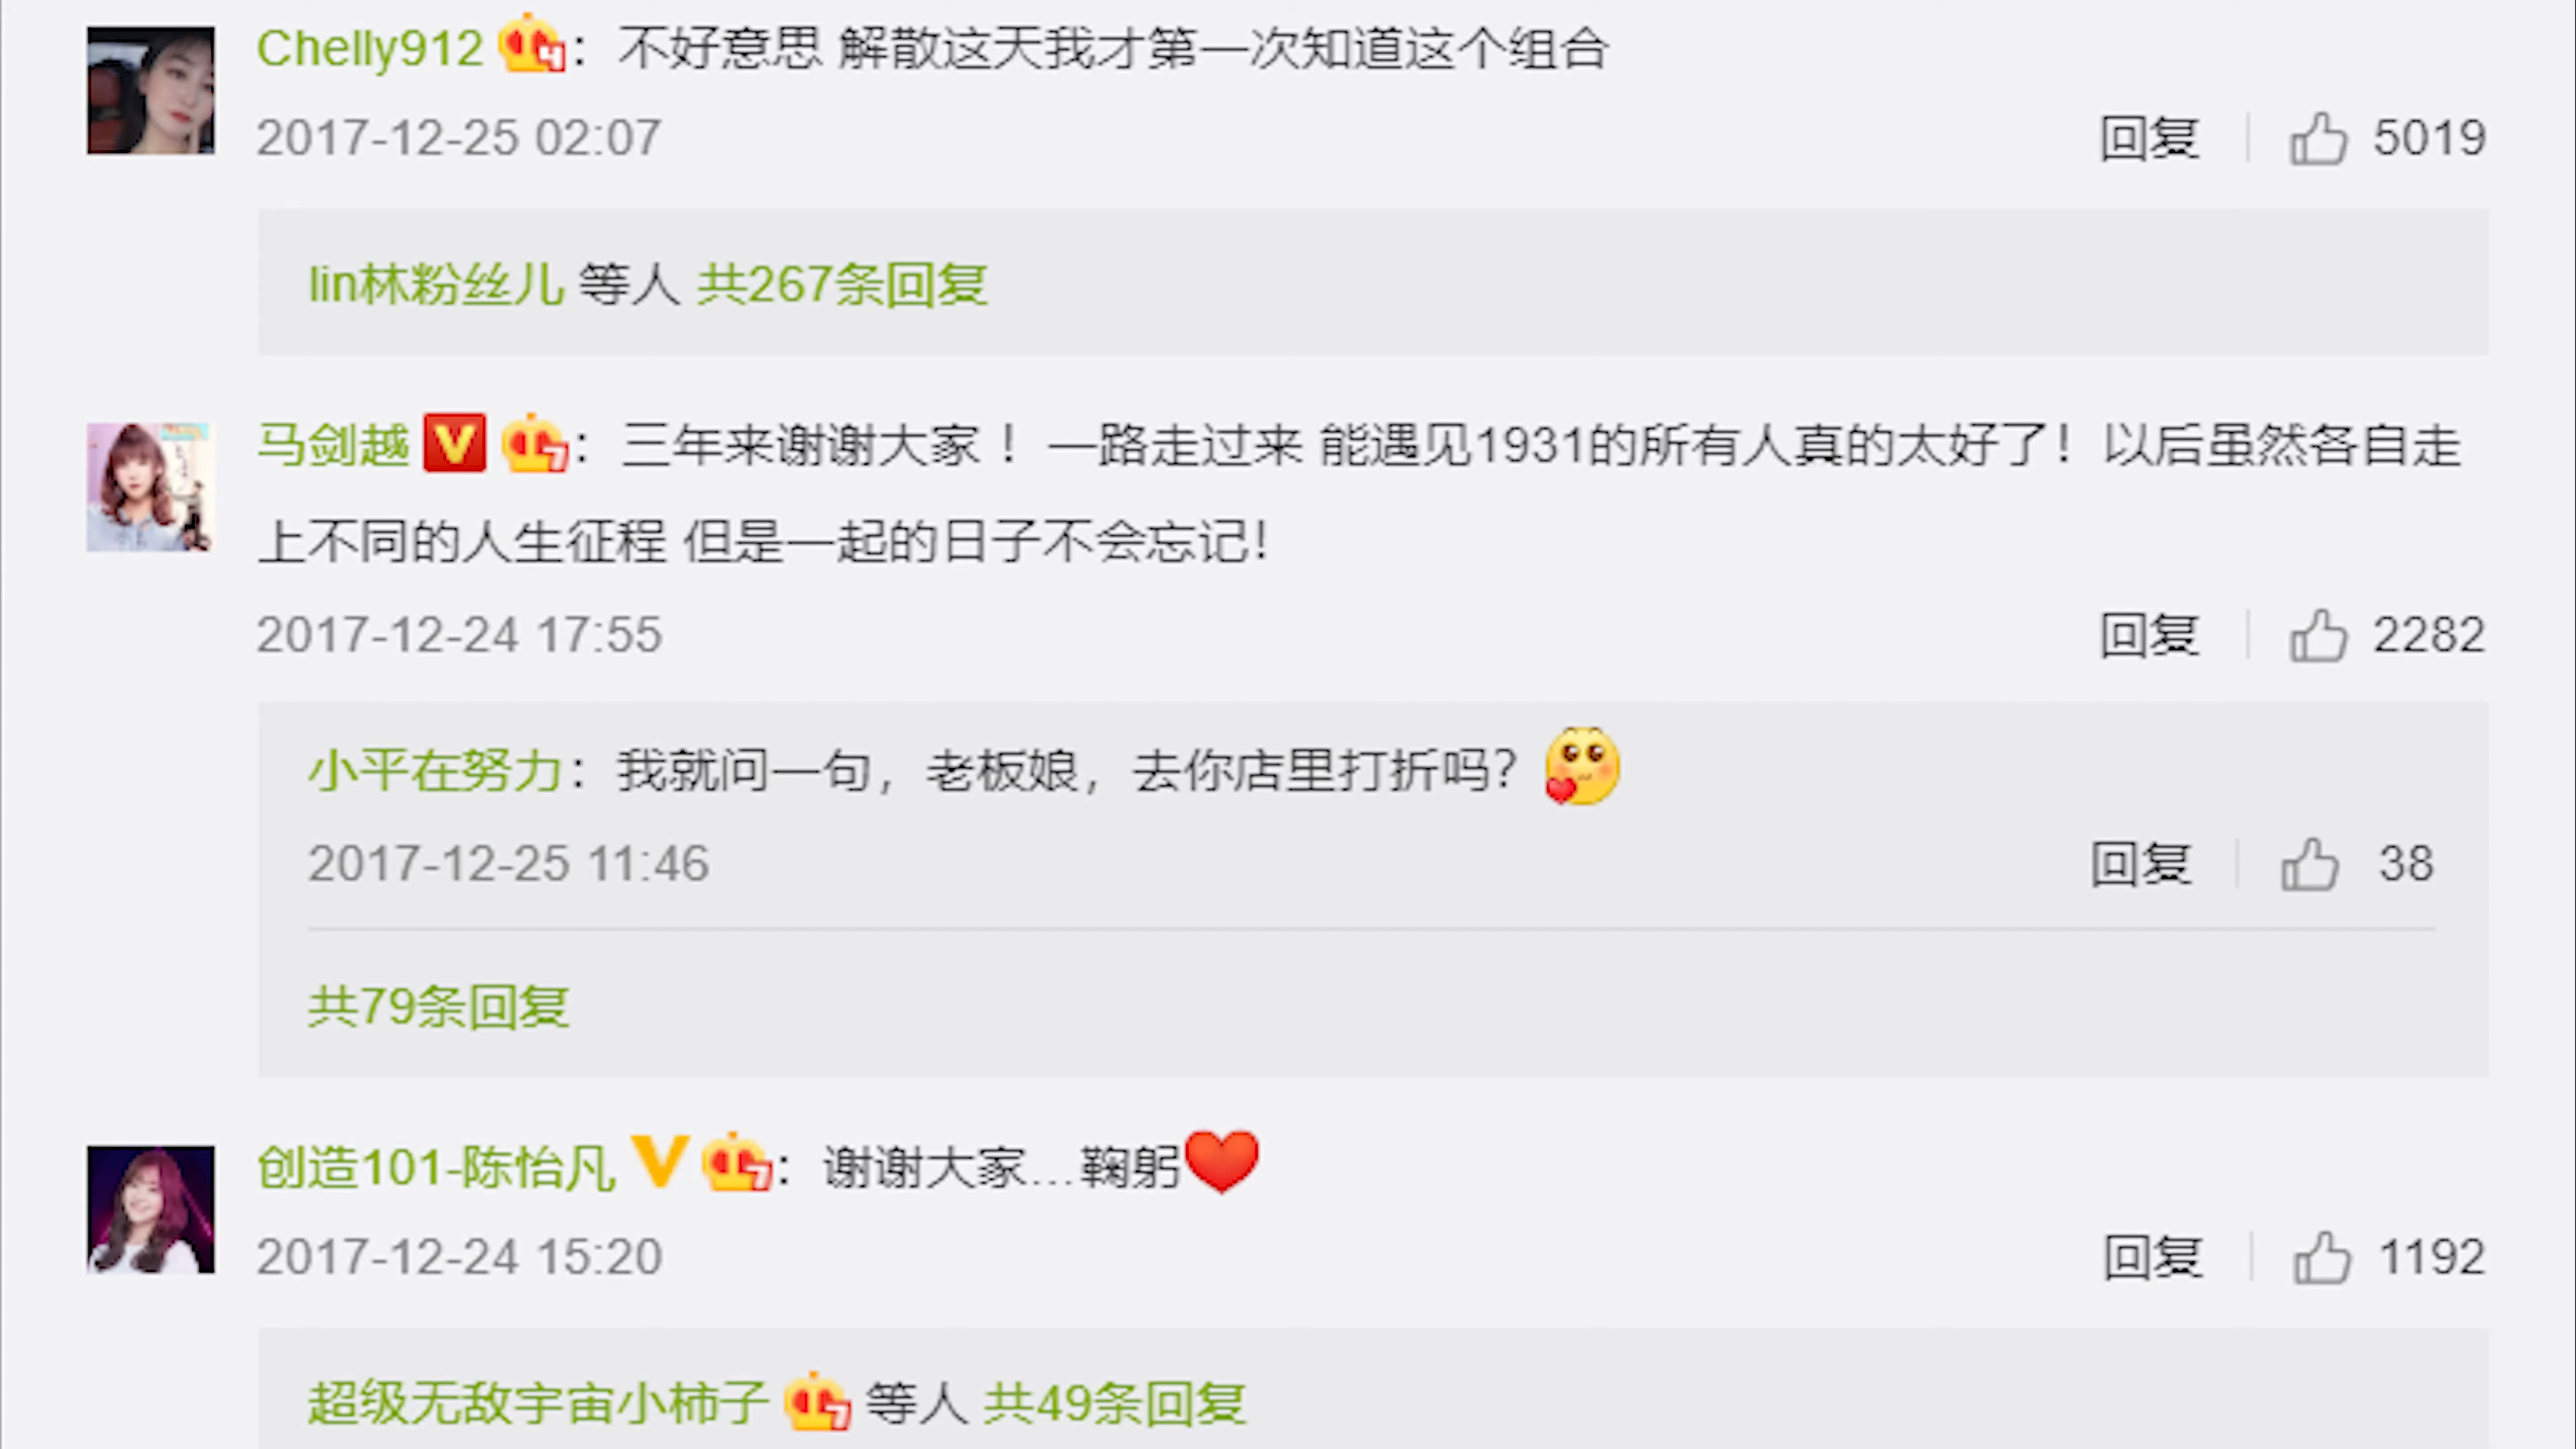 Chelly912：不好意思 解散这天我才第一次知道这个组合
2017-12-25 02:07 回复 5019
lin林粉丝儿 等人 共267条回复
马剑越：三年来谢谢大家！一路走过来 能遇见1931的所有人真的太好了！以后虽然各自走
上不同的人生征程 但是一起的日子不会忘记！
2017-12-24 17:55 回复 2282
小平在努力：我就问一句，老板娘，去你店里打折吗？
2017-12-25 11:46 回复 38
共79条回复
创造101-陈怡凡：谢谢大家...鞠躬
2017-12-24 15:20 回复 1192
超级无敌宇宙小柿子 等人 共49条回复